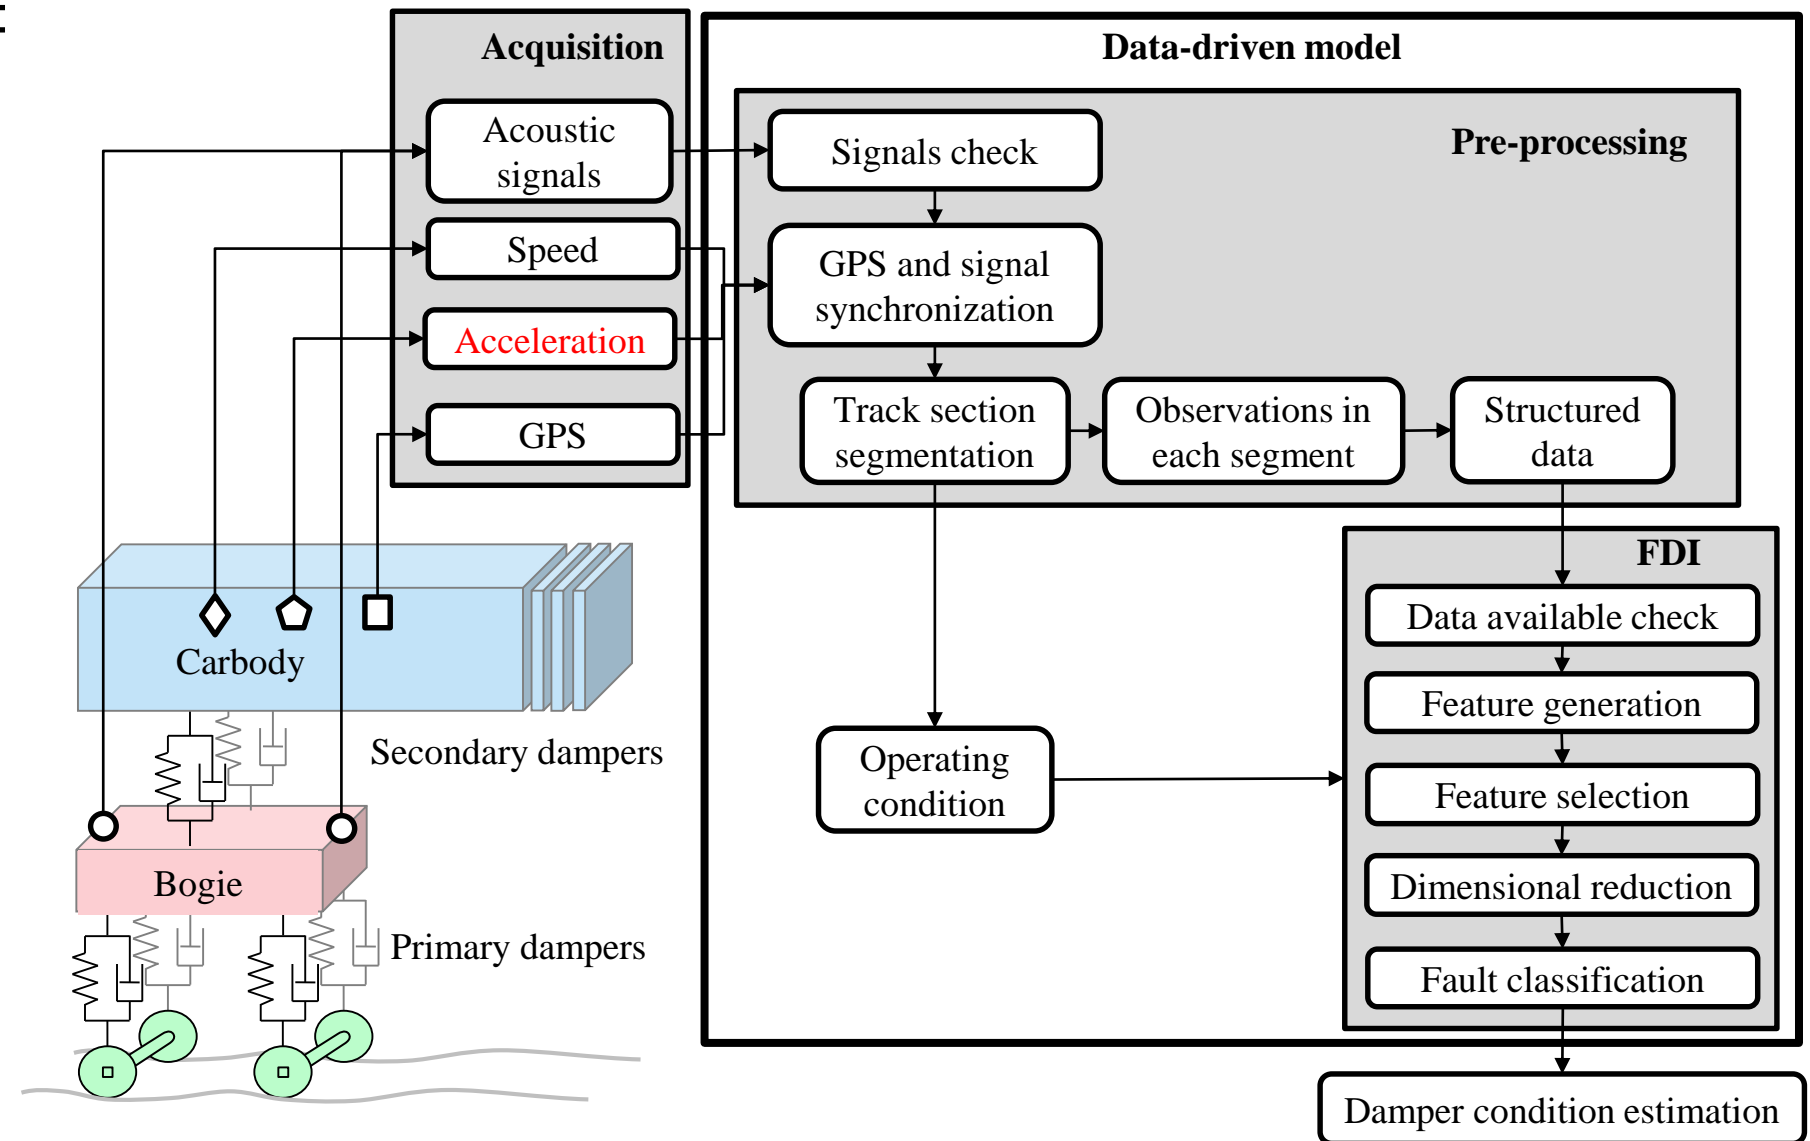 Acquisition
Acoustic
signals
Speed
Acceleration
GPS
Data-driven model
Pre-processing
Signals check
GPS and signal
synchronization
Track section
segmentation
Observations in
each segment
Structured
data
Operating
condition
FDI
Data available check
Feature generation
Feature selection
Dimensional reduction
Fault classification
Damper condition estimation
Carbody
Secondary dampers
Bogie
Primary dampers